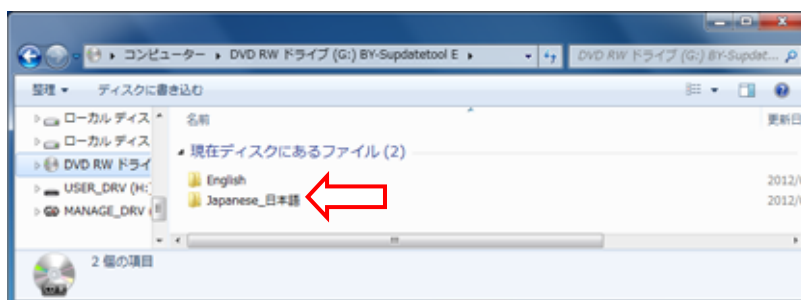 コンピューター ▸ DVD RW ドライブ (G:) BY-Supdatetool E ▸
DVD RW ドライブ (G:) BY-Supdat...
整理 ▼ ディスクに書き込む
ローカル ディス
ローカル ディス
DVD RW ドライ
USER_DRV (H:
MANAGE_DRV (
名前
更新日
現在ディスクにあるファイル (2)
English
2012/
Japanese_日本語
2012/
2 個の項目